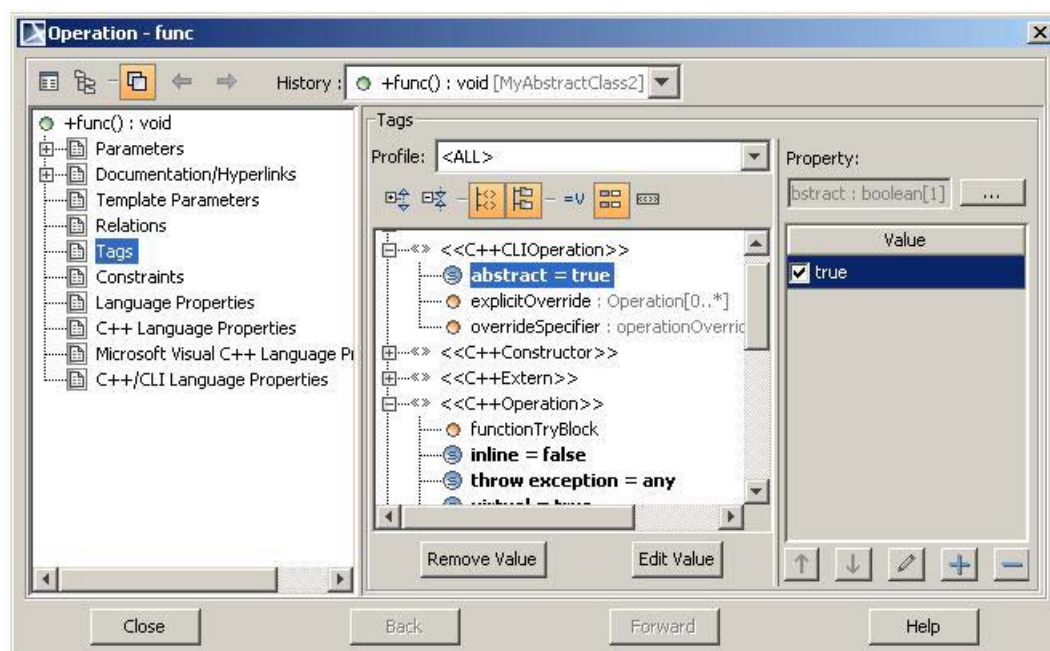 Operation - func
History : +func() : void [MyAbstractClass2]
+func() : void
Parameters
Documentation/Hyperlinks
Template Parameters
Relations
Tags
Constraints
Language Properties
C++ Language Properties
Microsoft Visual C++ Language
C++/CLI Language Properties
Tags
Profile: <ALL>
<<C++CLIOperation>>
abstract = true
explicitOverride : Operation[0..*]
overrideSpecifier :
<<C++Constructor>>
<<C++Extern>>
<<C++Operation>>
functionTryBlock
inline = false
throw exception = any
virtual = true
Remove Value
Edit Value
Property:
bstract : boolean[1]
...
Value
true
Close
Back
Forward
Help